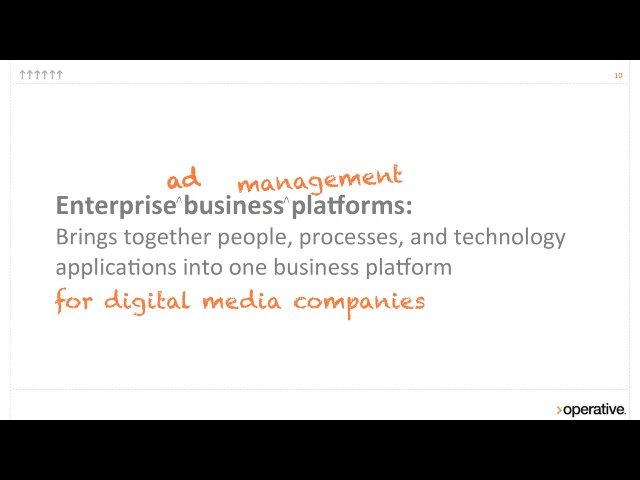 ↑↑↑↑↑↑
10
ad management
Enterprise^business^platforms:
Brings together people, processes, and technology
applications into one business platform
for digital media companies
>operative.